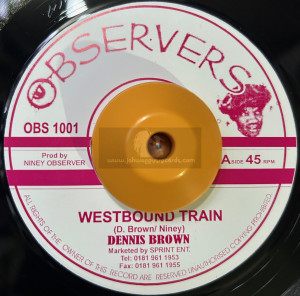 OBSERVERS
OBS 1001
Prod by
NINEY OBSERVER
A SIDE 45 RPM
WESTBOUND TRAIN
(D. Brown/ Niney)
DENNIS BROWN
Marketed by SPRINT ENT.
Tel: 0181 961 1953
Fax: 0181 961 1955
ALL RIGHTS OF THE OWNER OF THIS RECORD ARE RESERVED UNAUTHORISED COPYING PROHIBITED